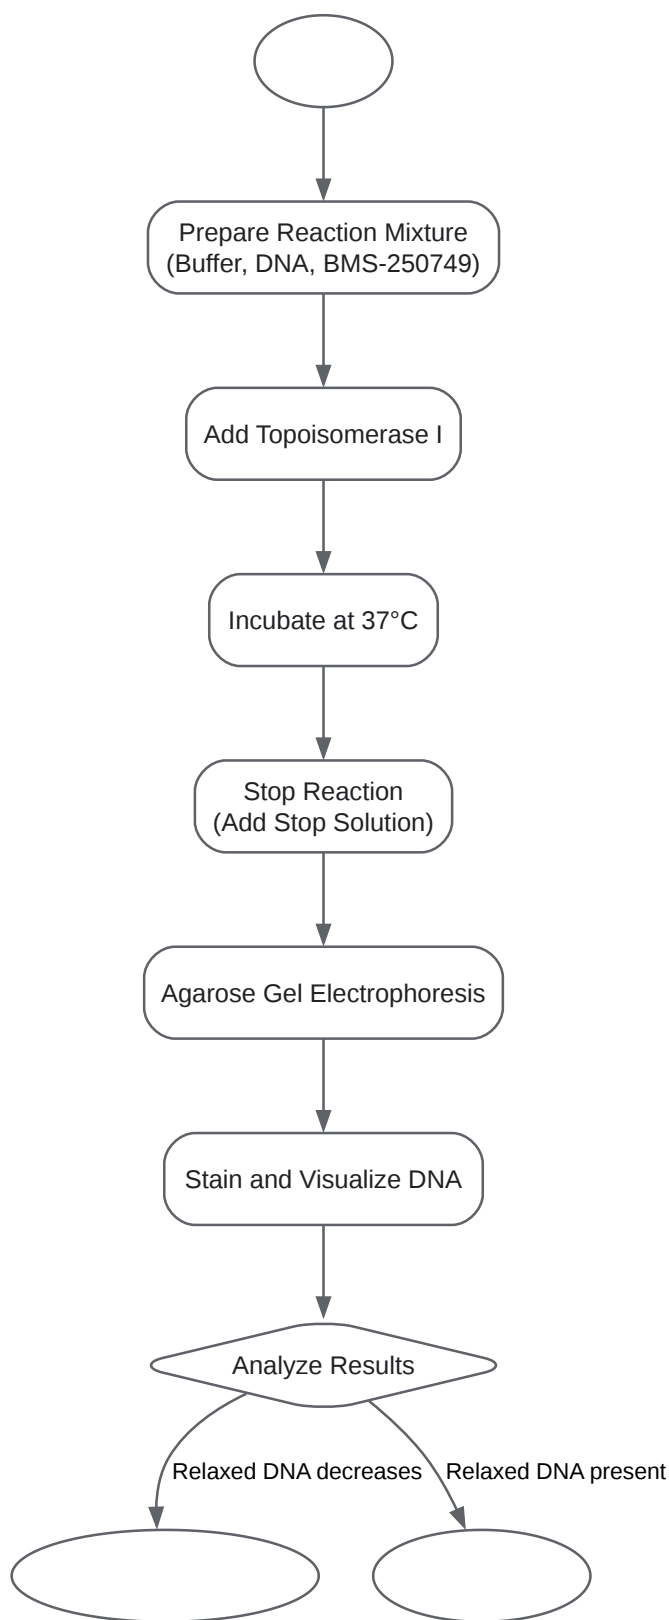 Prepare Reaction Mixture
(Buffer, DNA, BMS-250749)
Add Topoisomerase I
Incubate at 37°C
Stop Reaction
(Add Stop Solution)
Agarose Gel Electrophoresis
Stain and Visualize DNA
Analyze Results
Relaxed DNA decreases
Relaxed DNA present